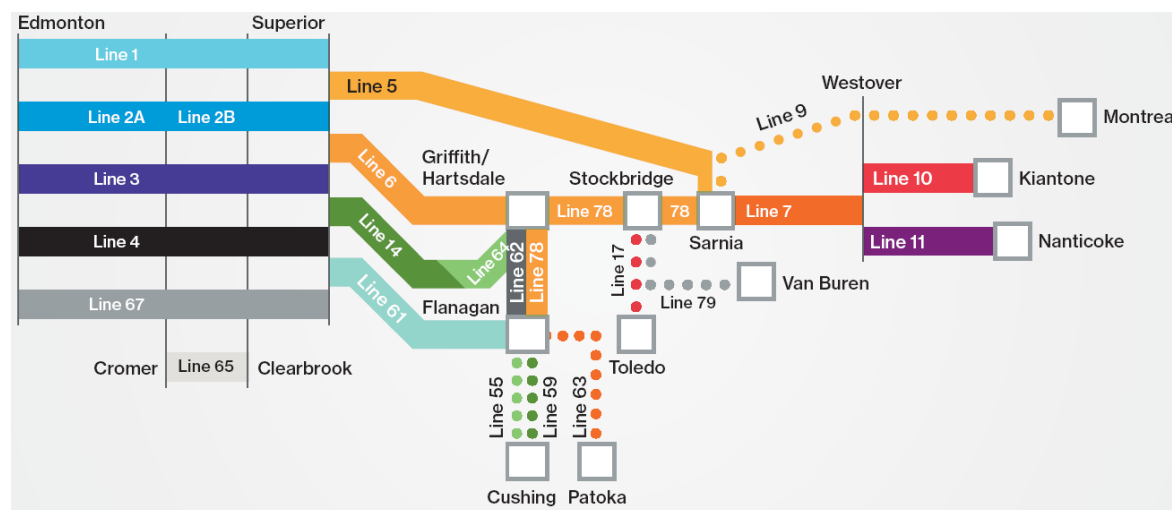 Edmonton
Superior
Line 1
Line 5
Westover
Line 2A
Line 2B
Line 9
Montrea
Line 6
Griffith/
Hartsdale
Stockbridge
Line 3
Line 10
Kiantone
Line 78
78
Line 7
Line 14
Line 64
Line 62
Line 78
Sarnia
Line 4
Line 11
Nanticoke
Line 17
Line 61
Flanagan
Van Buren
Line 79
Line 67
Cromer
Line 65
Clearbrook
Toledo
Line 55
Line 59
Line 63
Cushing
Patoka